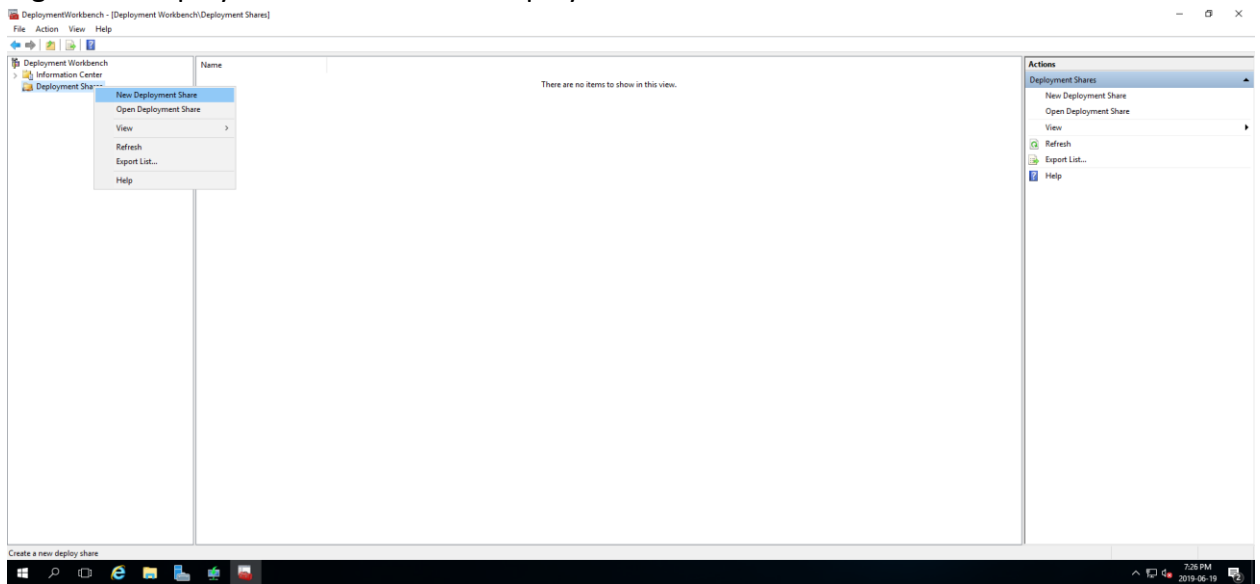 DeploymentWorkbench - [Deployment Workbench\Deployment Shares]
File Action View Help
Deployment Workbench
Information Center
Deployment Shares
New Deployment Share
Open Deployment Share
View
Refresh
Export List...
Help
Name
There are no items to show in this view.
Actions
Deployment Shares
New Deployment Share
Open Deployment Share
View
Refresh
Export List...
Help
Create a new deploy share
7:26 PM
2019-06-19